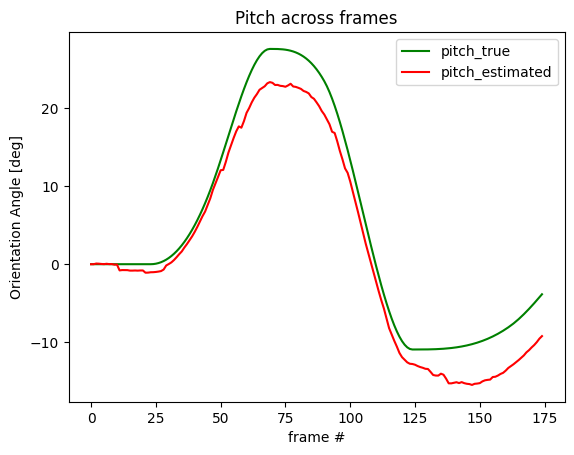 Pitch across frames
pitch_true
pitch_estimated
Orientation Angle [deg]
20
10
0
−10
0
25
50
75
100
125
150
175
frame #